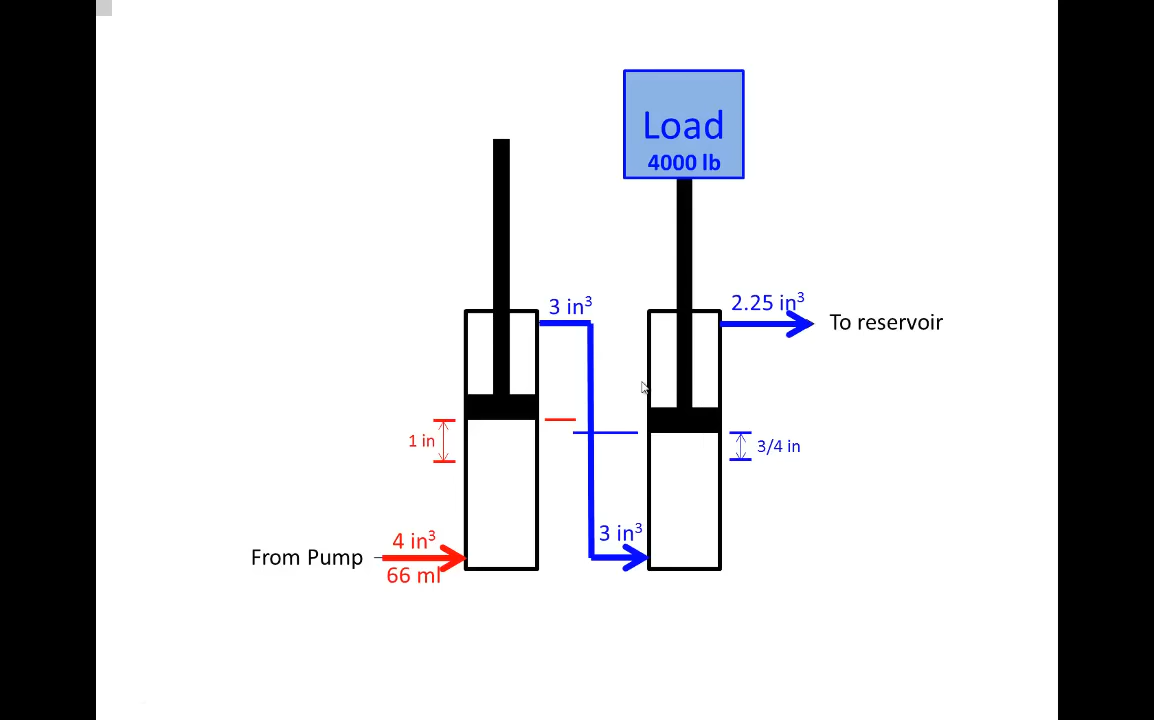 Load
4000 lb
3 in³
2.25 in³
To reservoir
1 in
3/4 in
3 in³
4 in³
From Pump
66 ml